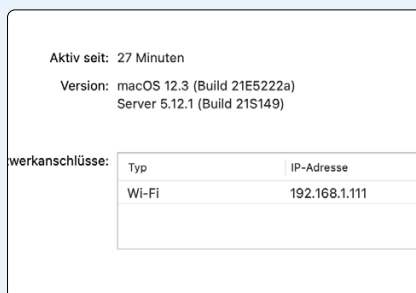 Aktiv seit: 27 Minuten
Version: macOS 12.3 (Build 21E5222a)
Server 5.12.1 (Build 21S149)
zwerkanschlüsse:
Typ IP-Adresse
Wi-Fi 192.168.1.111